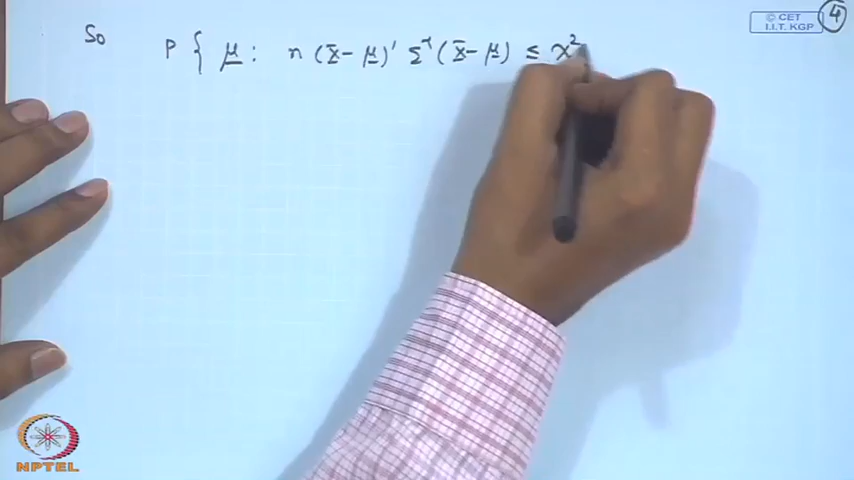 © CET
I.I.T. KGP
4
So P { μ : n (x̄ - μ)' Σ⁻¹ (x̄ - μ) ≤ χ²
NPTEL